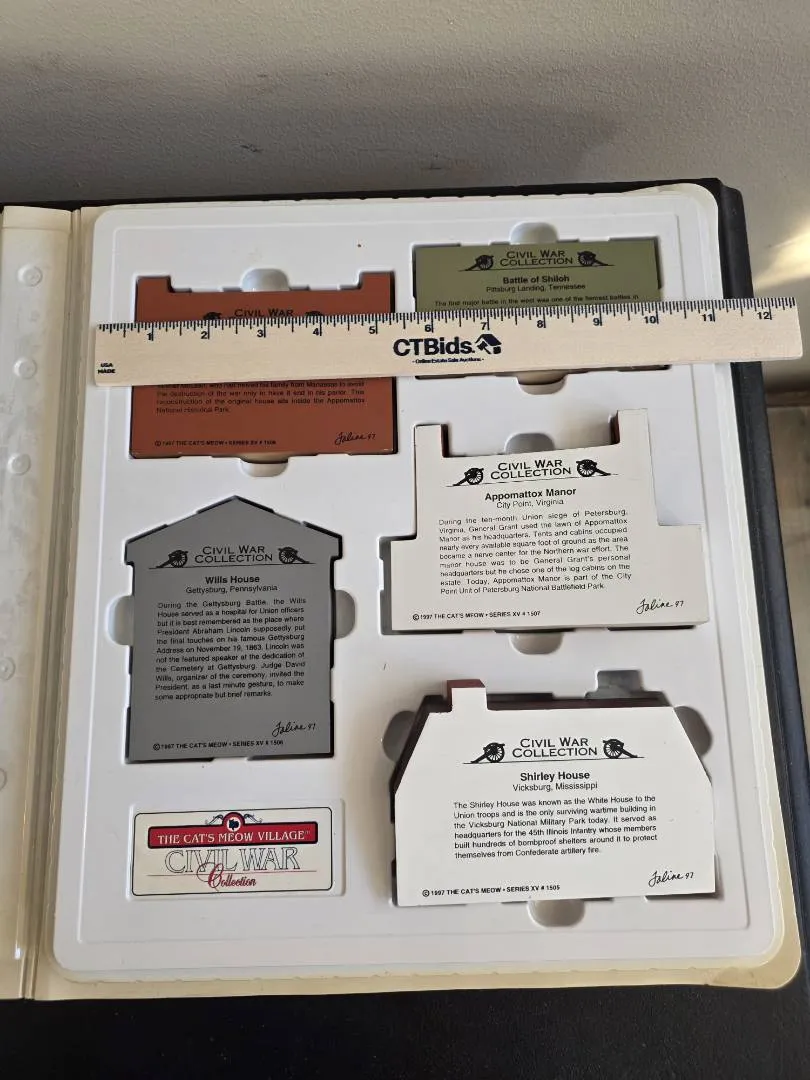 CIVIL WAR
COLLECTION
Battle of Shiloh
Pittsburg Landing, Tennessee
The first major battle in the west was one of the fiercest battles in
CIVIL WAR
1 2 3 4 5 6 7 8 9 10 11 12
USA
MADE
CTBids.
- Online Estate Sale Auctions -
McLean, who had moved his family from Manassas to avoid
the destruction of the war only to have it end in his parlor. This
reconstruction of the original house sits inside the Appomattox
National Historical Park.
© 1997 THE CAT'S MEOW • SERIES XV # 1508
Faline 97
CIVIL WAR
COLLECTION
Appomattox Manor
City Point, Virginia
During the ten-month Union siege of Petersburg,
Virginia, General Grant used the lawn of Appomattox
Manor as his headquarters. Tents and cabins occupied
nearly every available square foot of ground as the area
became a nerve center for the Northern war effort. The
manor house was to be General Grant's personal
headquarters but he chose one of the log cabins on the
estate. Today, Appomattox Manor is part of the City
Point Unit of Petersburg National Battlefield Park.
© 1997 THE CAT'S MEOW • SERIES XV # 1507
Faline 97
CIVIL WAR
COLLECTION
Wills House
Gettysburg, Pennsylvania
During the Gettysburg Battle, the Wills
House served as a hospital for Union officers
but it is best remembered as the place where
President Abraham Lincoln supposedly put
the final touches on his famous Gettysburg
Address on November 19, 1863. Lincoln was
not the featured speaker at the dedication of
the Cemetery at Gettysburg. Judge David
Wills, organizer of the ceremony, invited the
President, as a last minute gesture, to make
some appropriate but brief remarks.
Faline 97
© 1997 THE CAT'S MEOW • SERIES XV # 1506
CIVIL WAR
COLLECTION
Shirley House
Vicksburg, Mississippi
The Shirley House was known as the White House to the
Union troops and is the only surviving wartime building in
the Vicksburg National Military Park today. It served as
headquarters for the 45th Illinois Infantry whose members
built hundreds of bombproof shelters around it to protect
themselves from Confederate artillery fire.
Faline 97
© 1997 THE CAT'S MEOW • SERIES XV # 1505
THE CAT'S MEOW VILLAGE™
CIVIL WAR
Collection